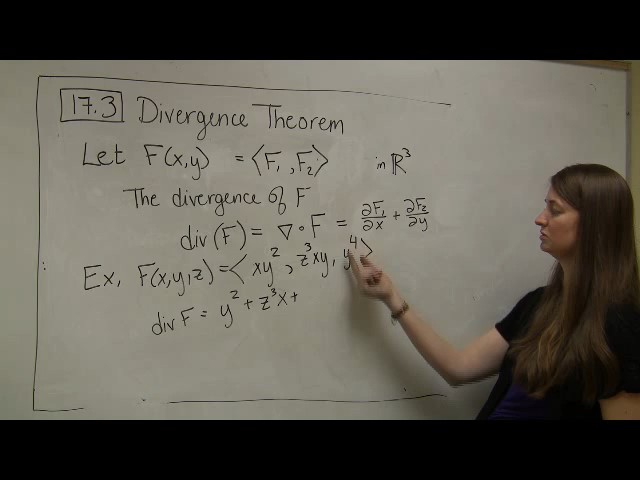 17.3 Divergence Theorem
Let F(x,y) = ⟨F₁, F₂⟩ in ℝ³
The divergence of F
div(F) = ∇ · F = ∂F₁/∂x + ∂F₂/∂y
Ex, F(x,y,z) = ⟨xy², z³xy, y⁴⟩
div F = y² + z³x +